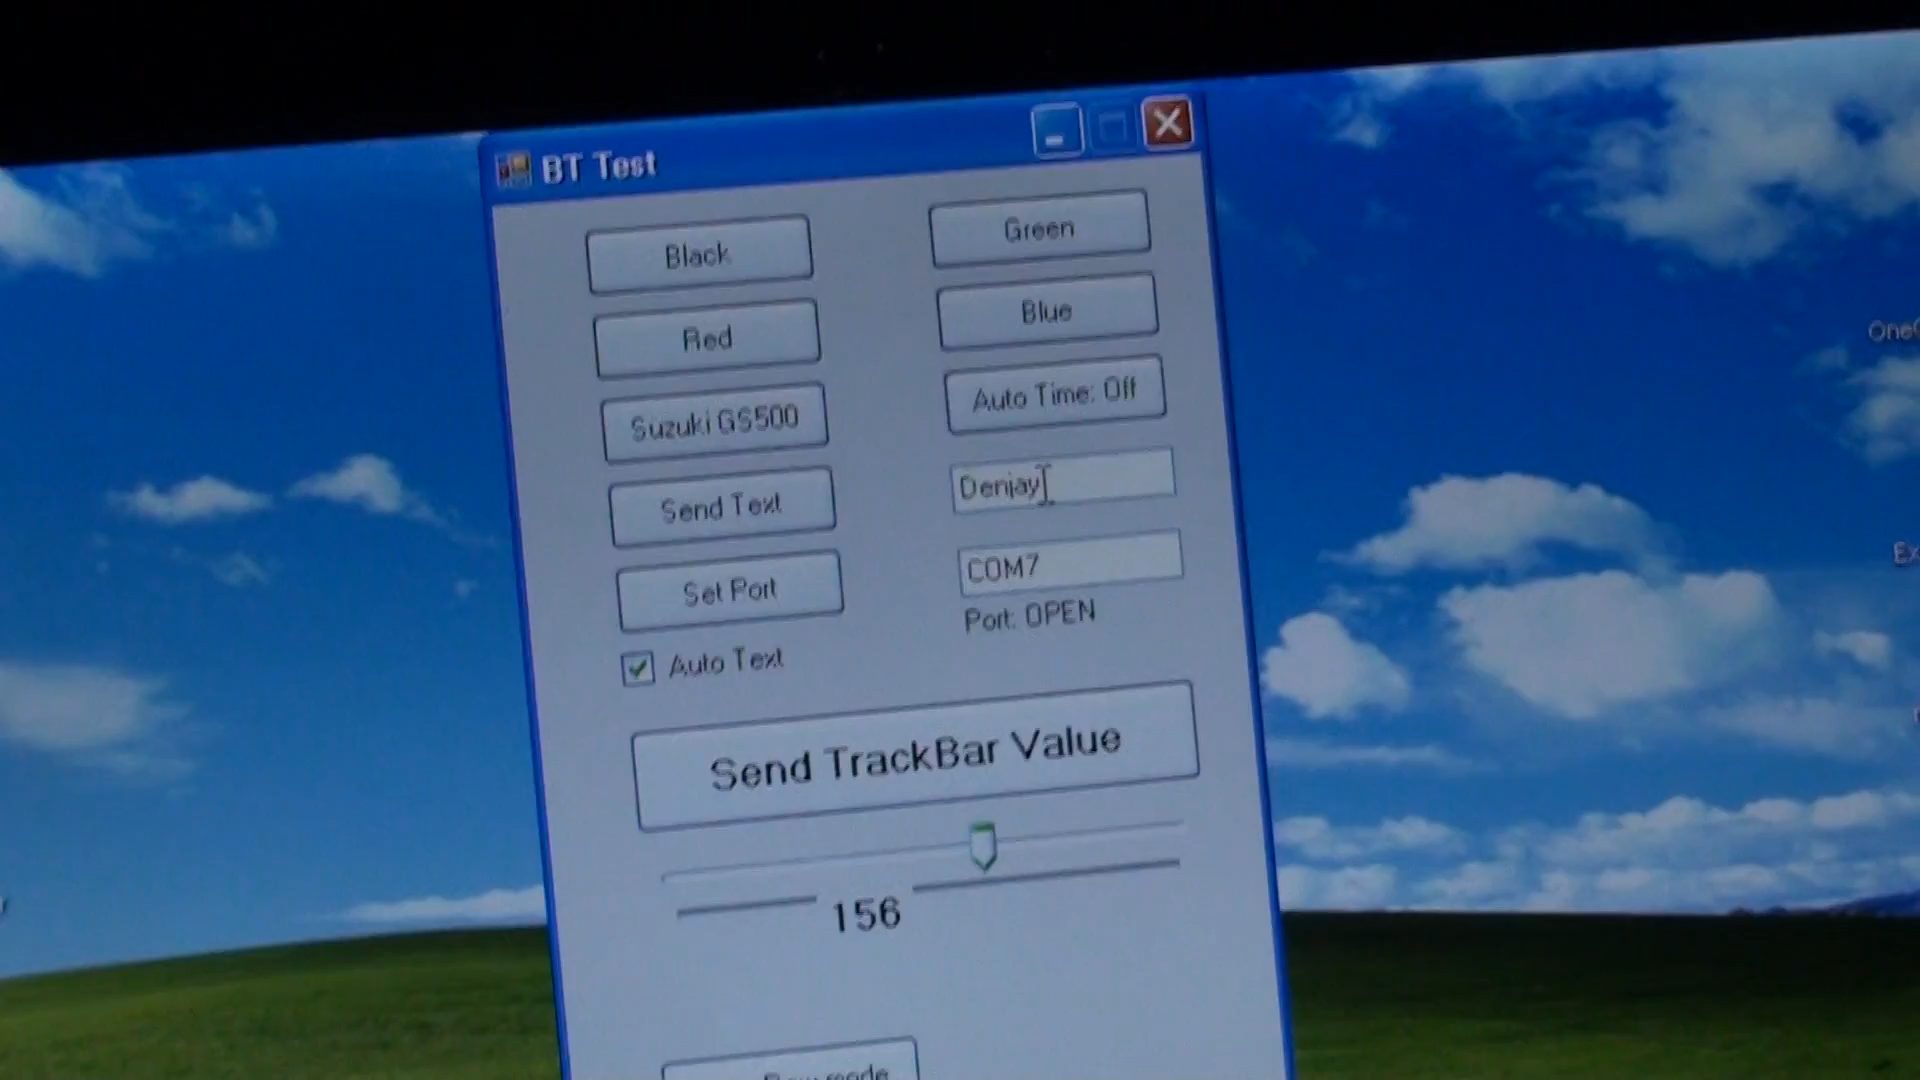 BT Test
Black
Green
Red
Blue
Suzuki GS500
Auto Time: Off
Send Text
Denjay
Set Port
COM7
Port: OPEN
Auto Text
Send TrackBar Value
156
mode